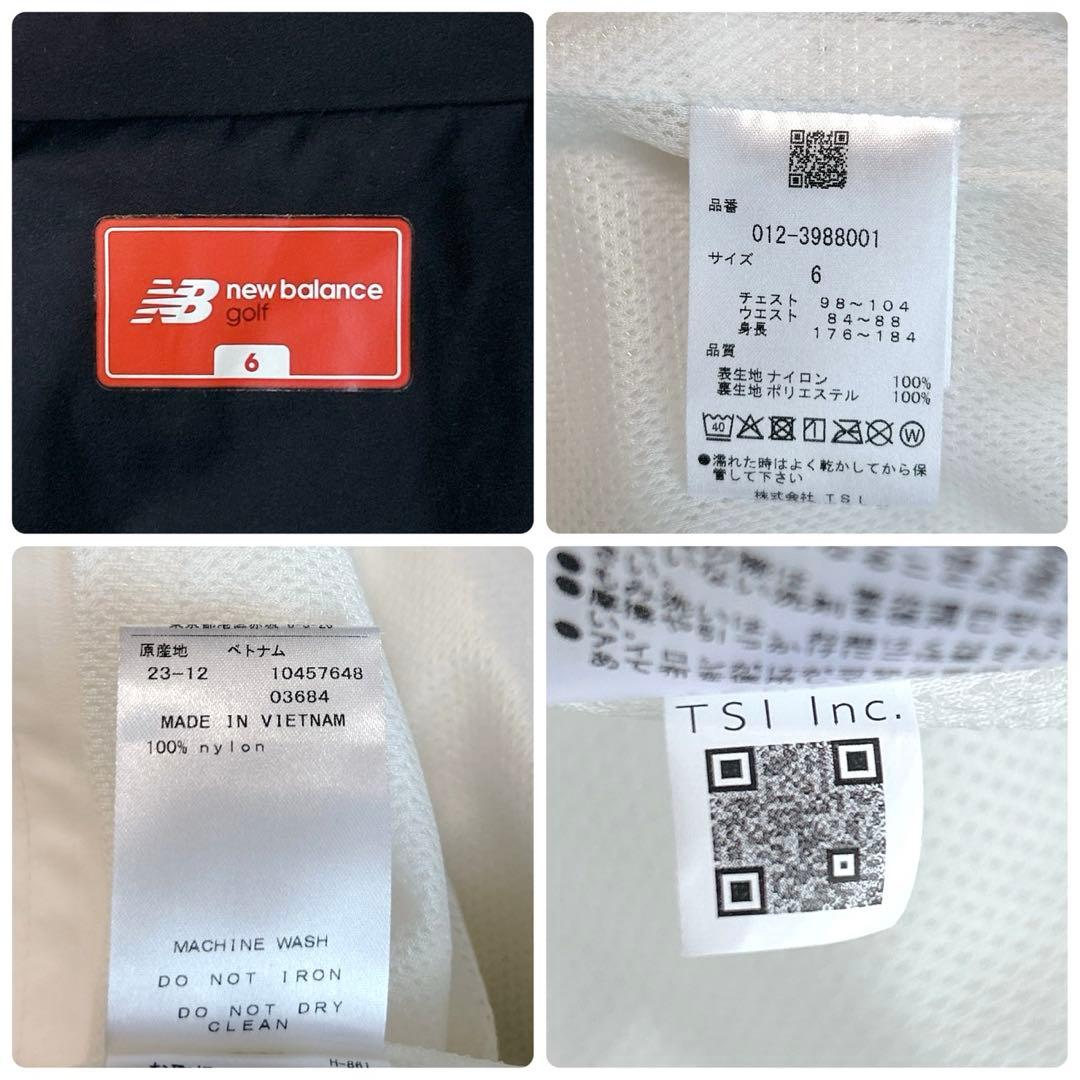 new balance
golf
6
品番
012-3988001
サイズ
6
チェスト 98～104
ウエスト 84～88
身長 176～184
品質
表生地 ナイロン 100%
裏生地 ポリエステル 100%
40
W
●濡れた時はよく乾かしてから保
管して下さい
株式会社 TSI
原産地 ベトナム
23-12 10457648
03684
MADE IN VIETNAM
100% nylon
MACHINE WASH
DO NOT IRON
DO NOT DRY
CLEAN
H-861
TSI Inc.